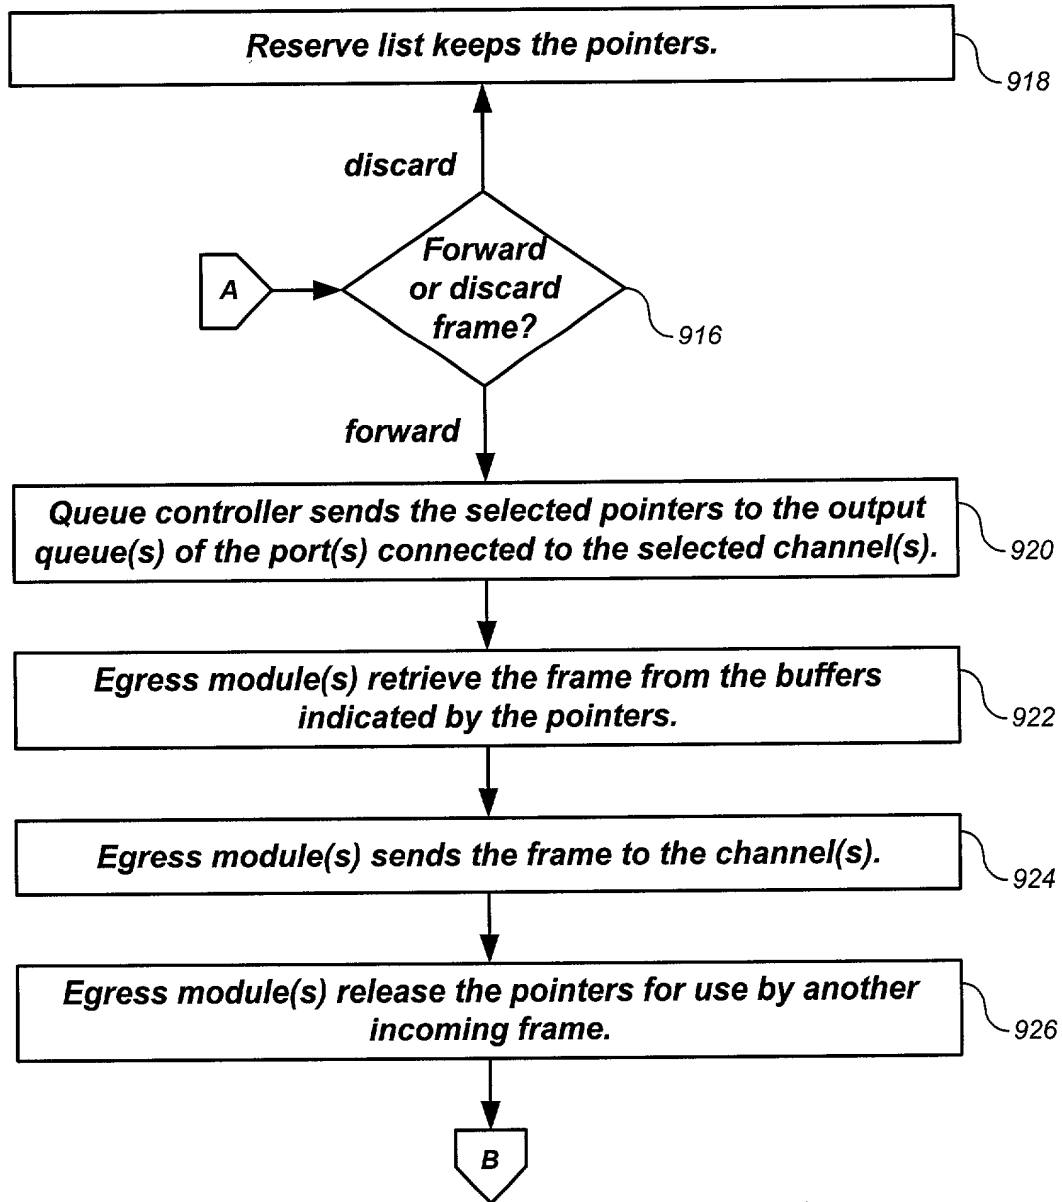 Reserve list keeps the pointers.
918
discard
Forward
or discard
frame?
A
916
forward
Queue controller sends the selected pointers to the output
queue(s) of the port(s) connected to the selected channel(s).
920
Egress module(s) retrieve the frame from the buffers
indicated by the pointers.
922
Egress module(s) sends the frame to the channel(s).
924
Egress module(s) release the pointers for use by another
incoming frame.
926
B